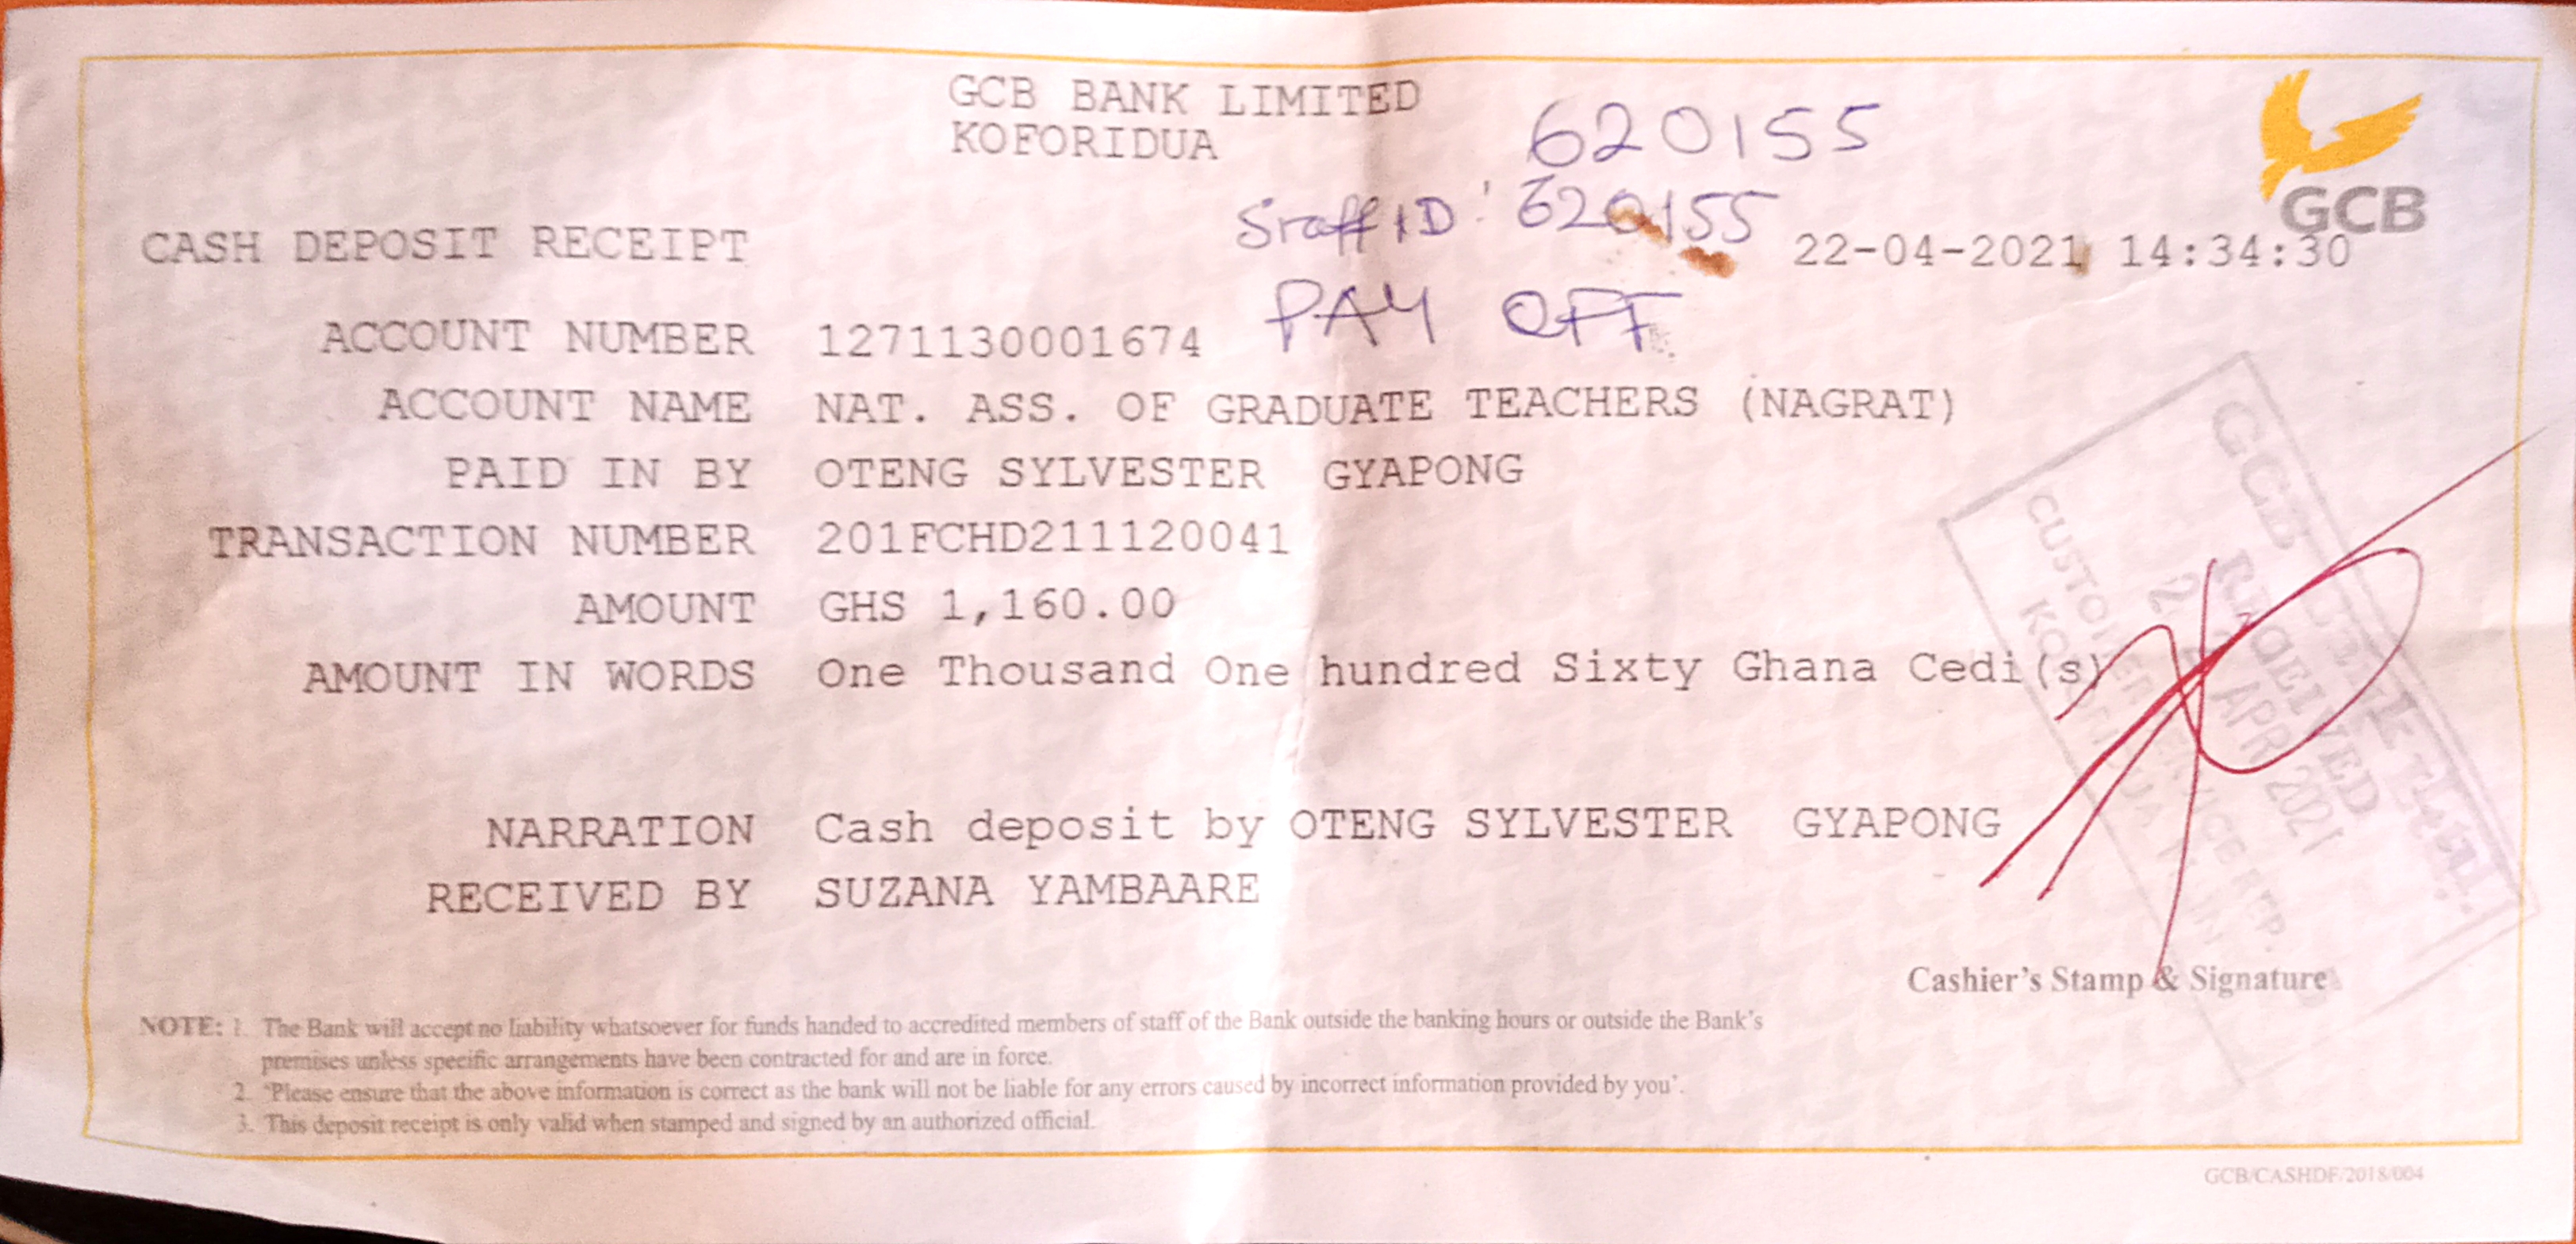 GCB BANK LIMITED
KOFORIDUA
620155
GCB
Staff ID: 620155
CASH DEPOSIT RECEIPT
22-04-2021 14:34:30
PAY OFF
ACCOUNT NUMBER 1271130001674
ACCOUNT NAME NAT. ASS. OF GRADUATE TEACHERS (NAGRAT)
PAID IN BY OTENG SYLVESTER GYAPONG
TRANSACTION NUMBER 201FCHD211120041
AMOUNT GHS 1,160.00
AMOUNT IN WORDS One Thousand One hundred Sixty Ghana Cedi(s)
NARRATION Cash deposit by OTENG SYLVESTER GYAPONG
RECEIVED BY SUZANA YAMBAARE
GCB
RECEIVED
APR 2021
CUSTOMER SERVICE REP.
KOFORIDUA
Cashier's Stamp & Signature
NOTE: 1. The Bank will accept no liability whatsoever for funds handed to accredited members of staff of the Bank outside the banking hours or outside the Bank's
premises unless specific arrangements have been contracted for and are in force.
2. "Please ensure that the above information is correct as the bank will not be liable for any errors caused by incorrect information provided by you".
3. This deposit receipt is only valid when stamped and signed by an authorized official.
GCB/CASHDF/2018/004